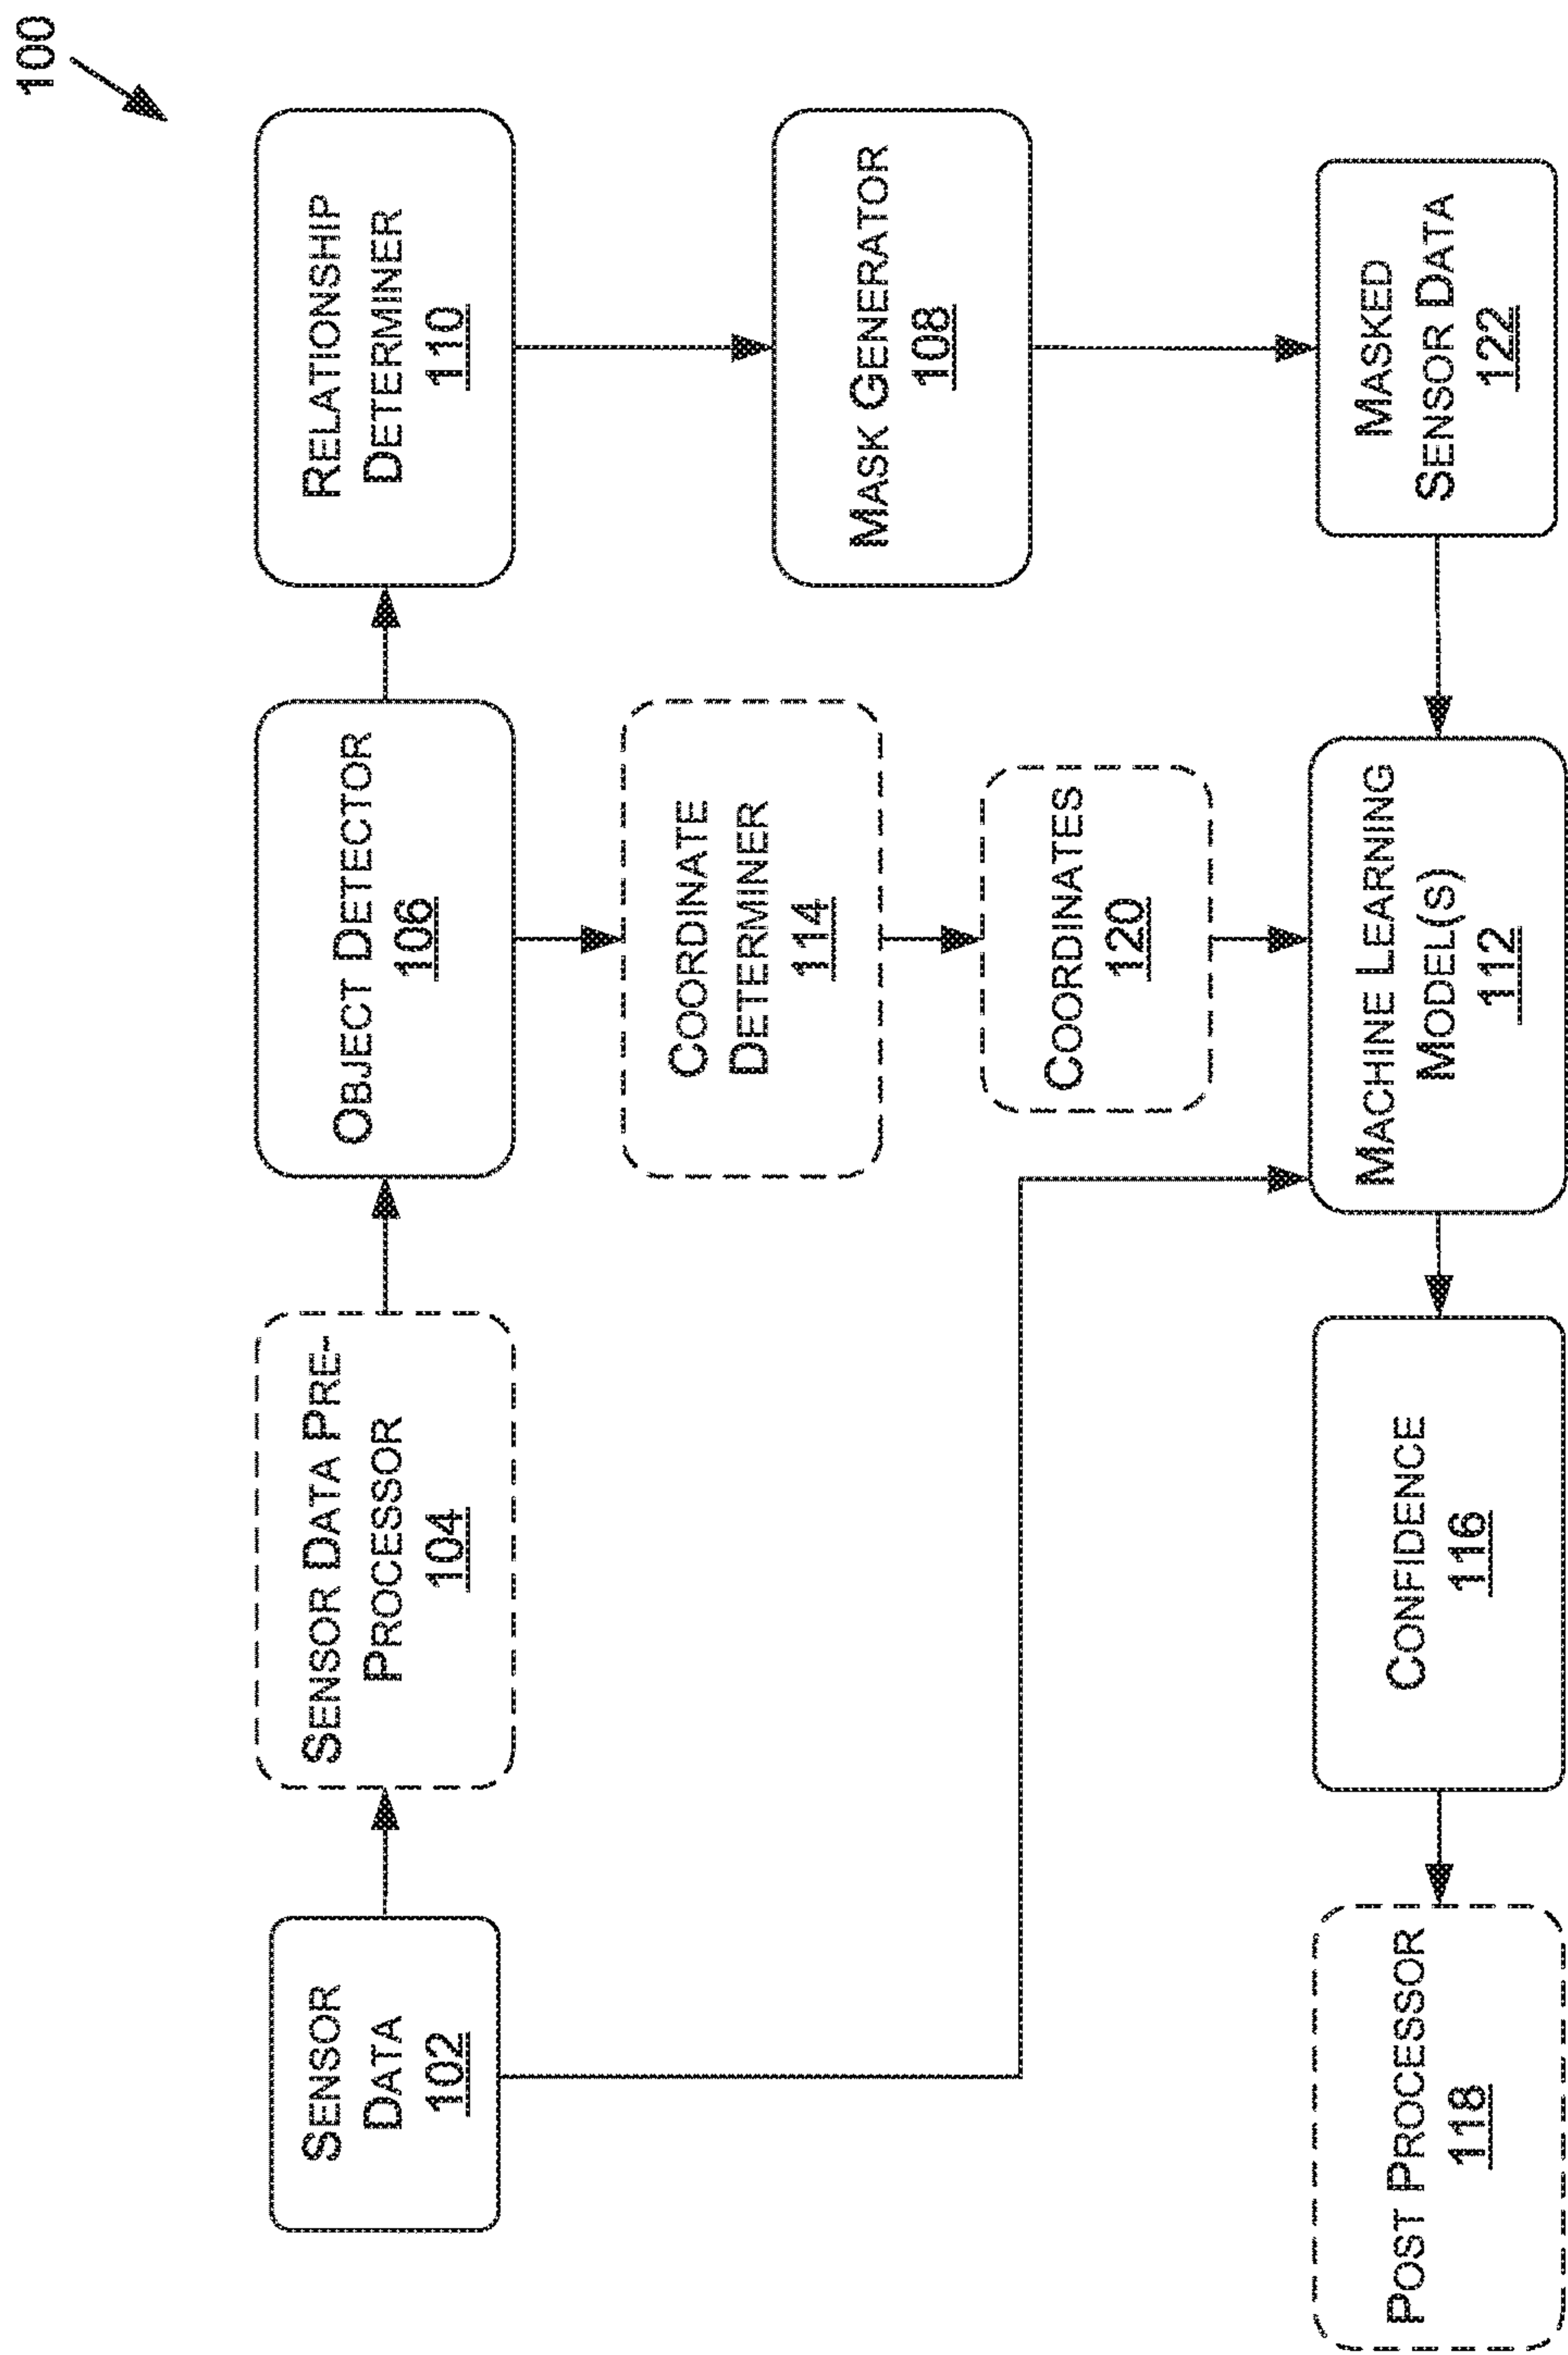 100
SENSOR
DATA
102
SENSOR DATA PRE-
PROCESSOR
104
OBJECT DETECTOR
106
RELATIONSHIP
DETERMINER
110
COORDINATE
DETERMINER
114
MASK GENERATOR
108
COORDINATES
120
POST PROCESSOR
118
CONFIDENCE
116
MACHINE LEARNING
MODEL(S)
112
MASKED
SENSOR DATA
122